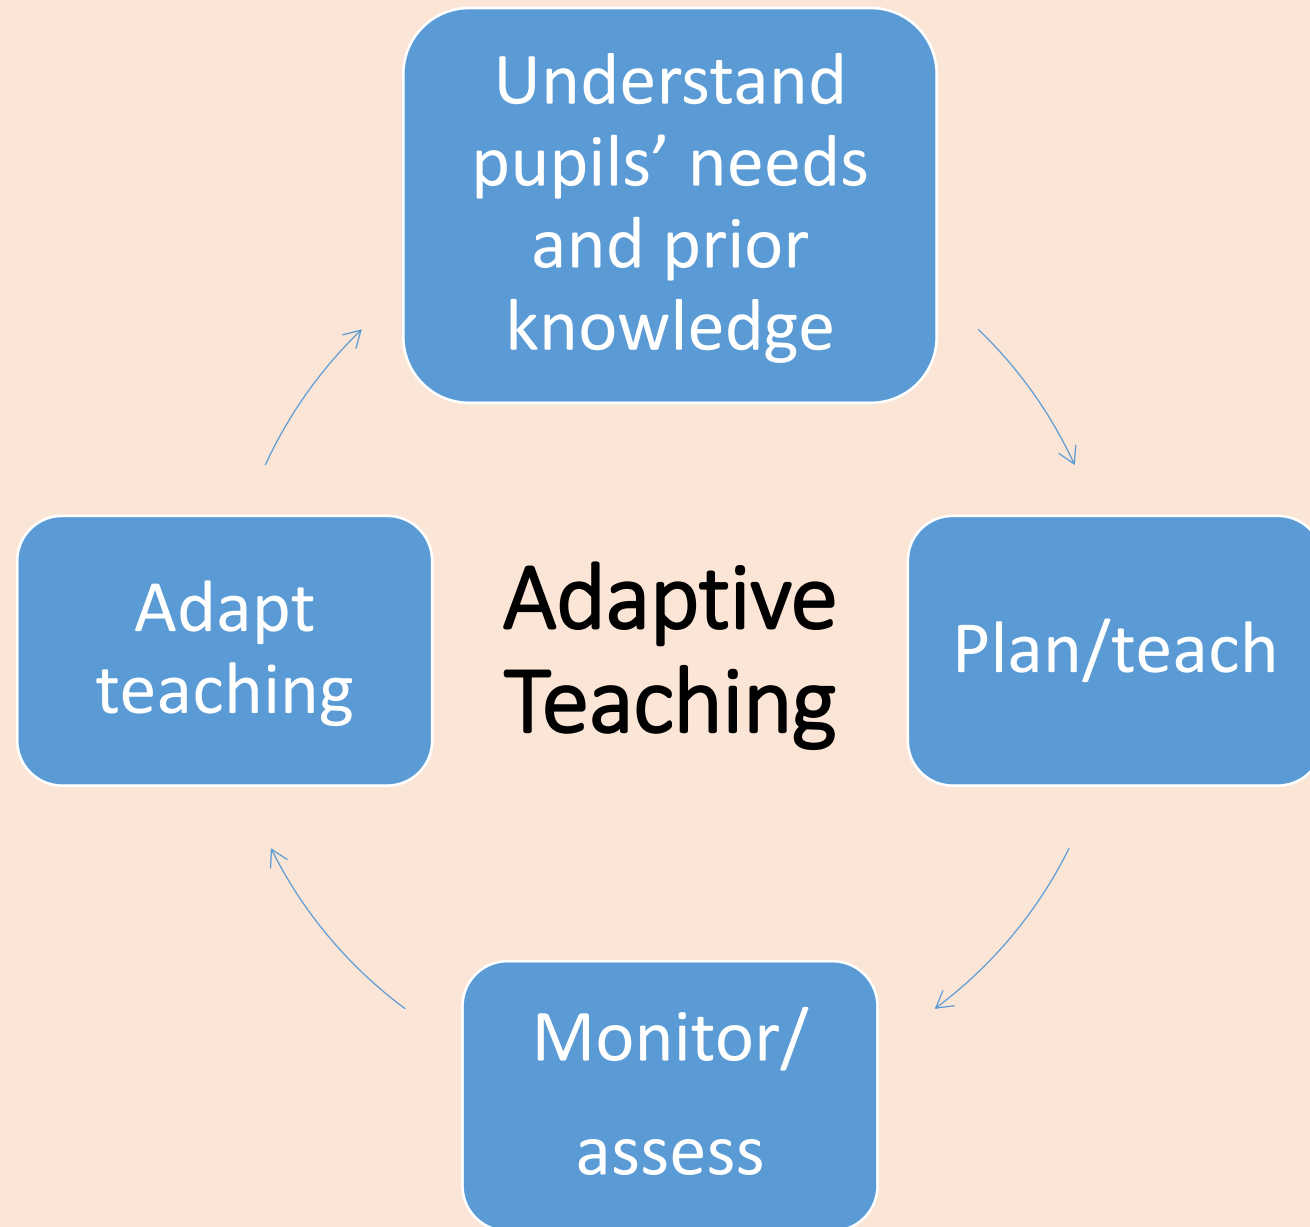 Understand
pupils’ needs
and prior
knowledge
Adapt
teaching
Adaptive
Teaching
Plan/teach
Monitor/
assess